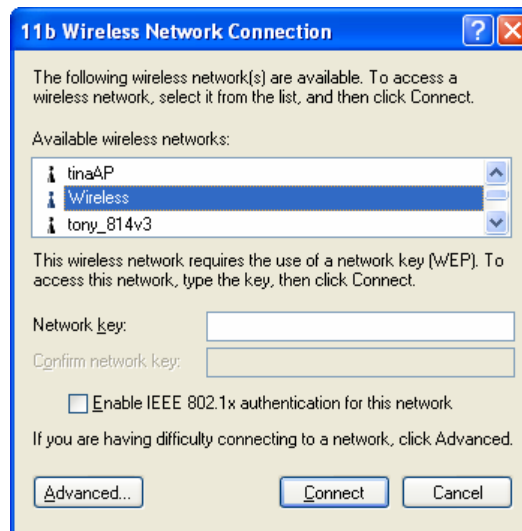 11b Wireless Network Connection
The following wireless network(s) are available. To access a
wireless network, select it from the list, and then click Connect.
Available wireless networks:
tinaAP
Wireless
tony_814v3
This wireless network requires the use of a network key (WEP). To
access this network, type the key, then click Connect.
Network key:
Confirm network key:
Enable IEEE 802.1x authentication for this network
If you are having difficulty connecting to a network, click Advanced.
Advanced... Connect Cancel